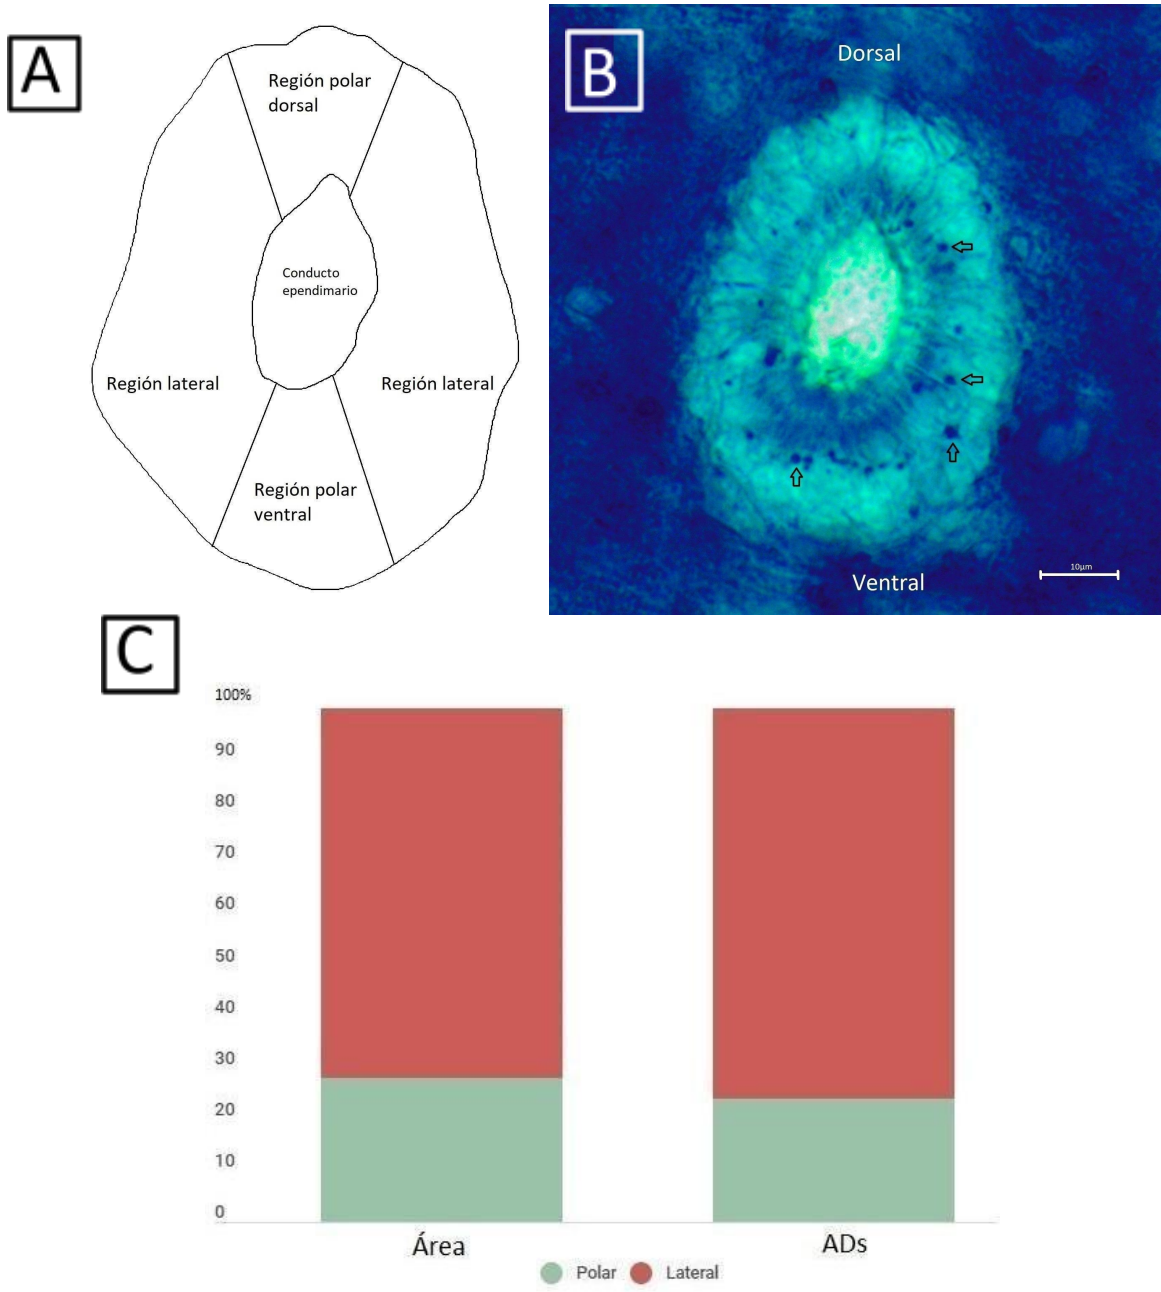 A
Región polar
dorsal
Conducto
ependimario
Región lateral
Región lateral
Región polar
ventral
B
Dorsal
Ventral
10µm
C
100%
90
80
70
60
50
40
30
20
10
0
Área
ADs
Polar
Lateral